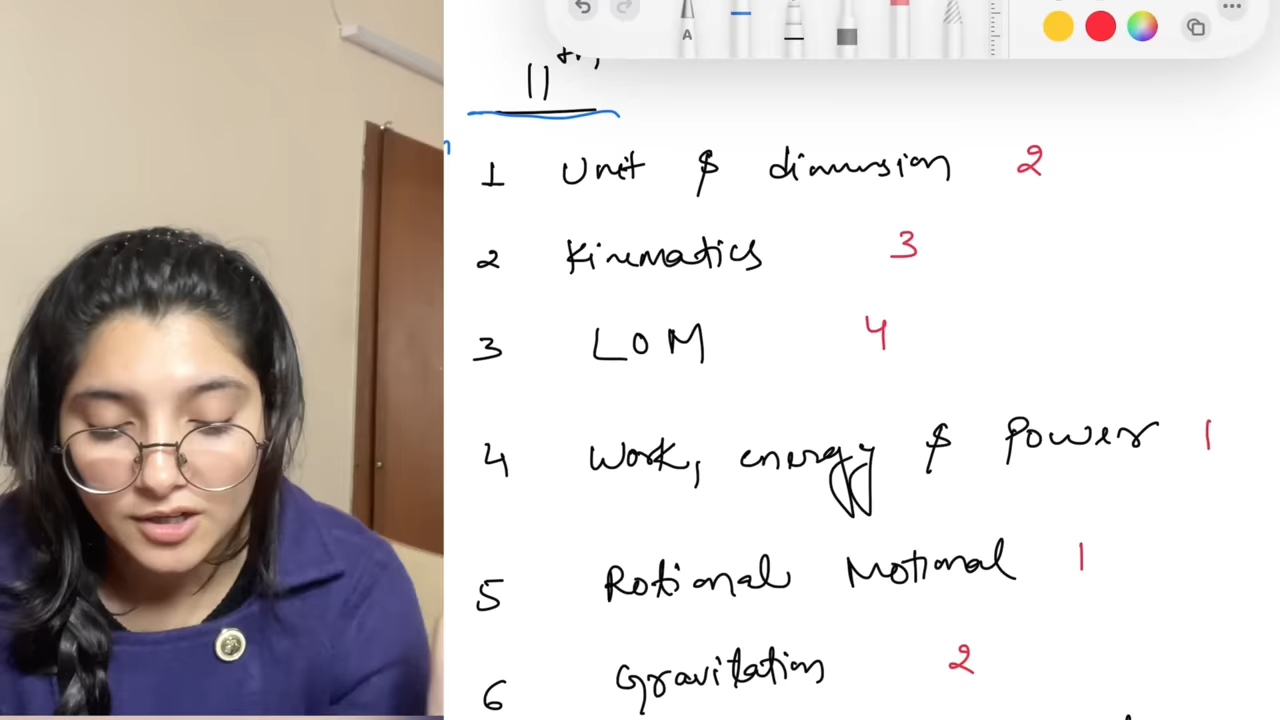 11th
1 Unit & dimension 2
2 Kinematics 3
3 LOM 4
4 Work, energy & Power 1
5 Rotional Motional 1
6 Gravitation 2
A